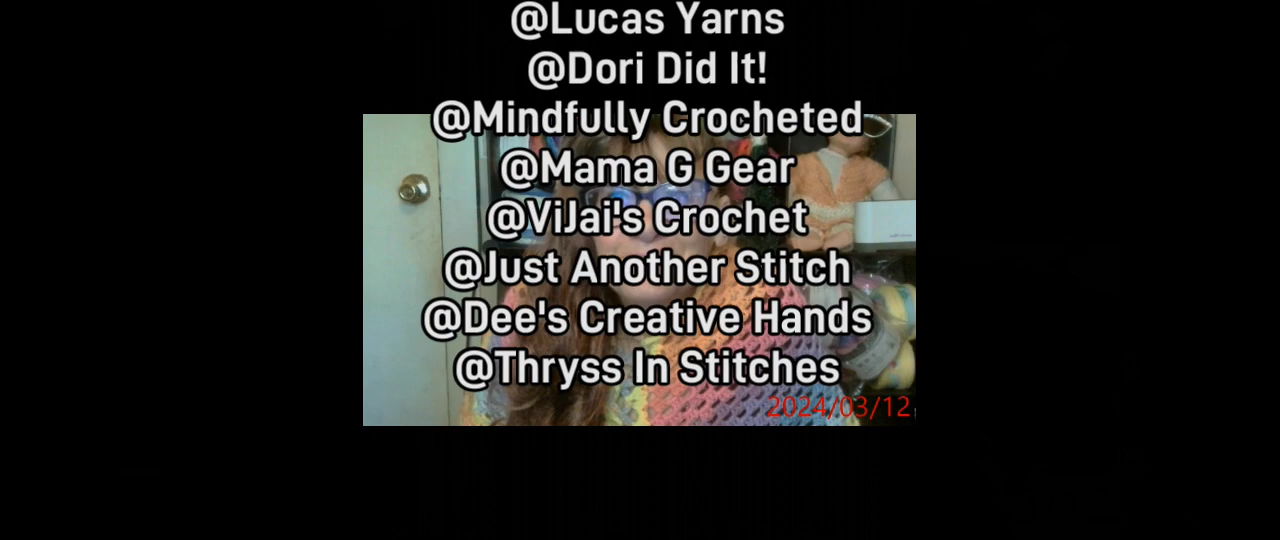 @Lucas Yarns
@Dori Did It!
@Mindfully Crocheted
@Mama G Gear
@ViJai's Crochet
@Just Another Stitch
@Dee's Creative Hands
@Thryss In Stitches
2024/03/12